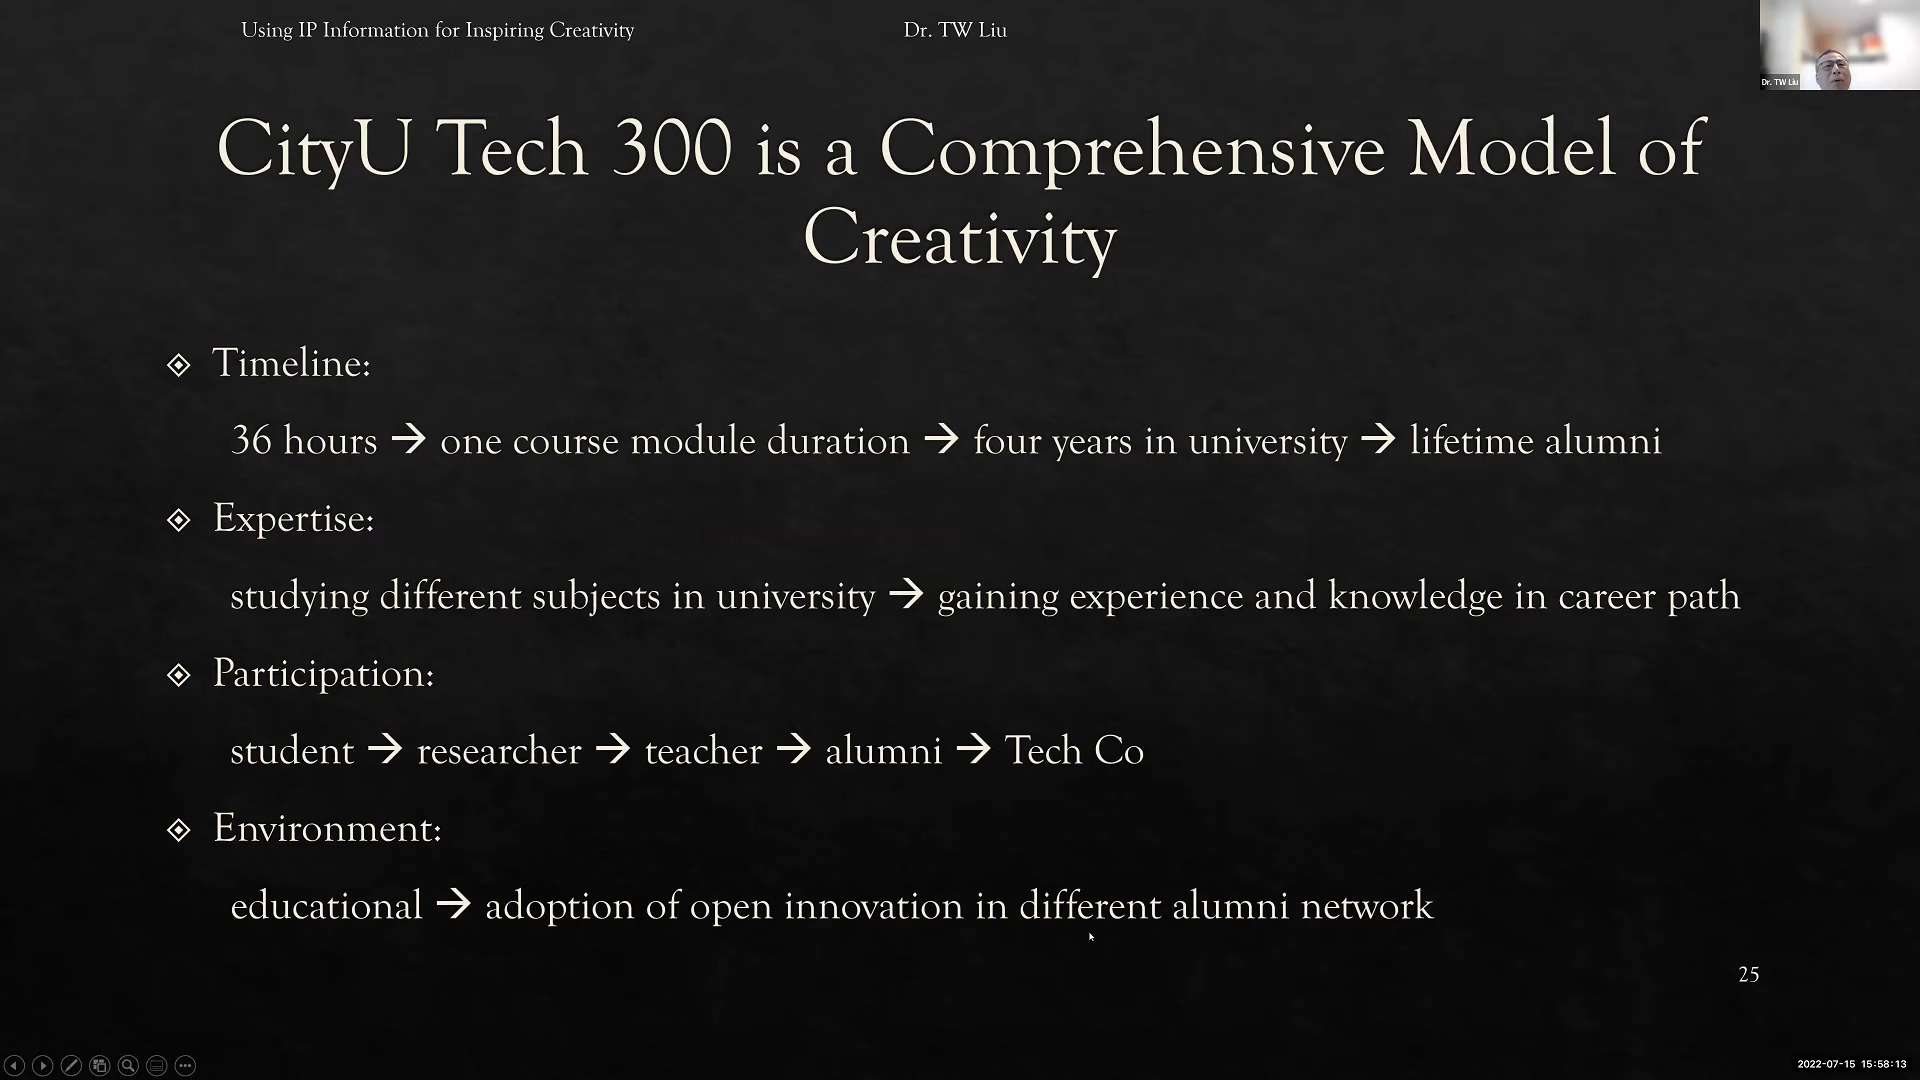 Using IP Information for Inspiring Creativity
Dr. TW Liu
Dr. TW Liu
CityU Tech 300 is a Comprehensive Model of
Creativity
Timeline:
36 hours → one course module duration → four years in university → lifetime alumni
Expertise:
studying different subjects in university → gaining experience and knowledge in career path
Participation:
student → researcher → teacher → alumni → Tech Co
Environment:
educational → adoption of open innovation in different alumni network
25
2022-07-15 15:58:13